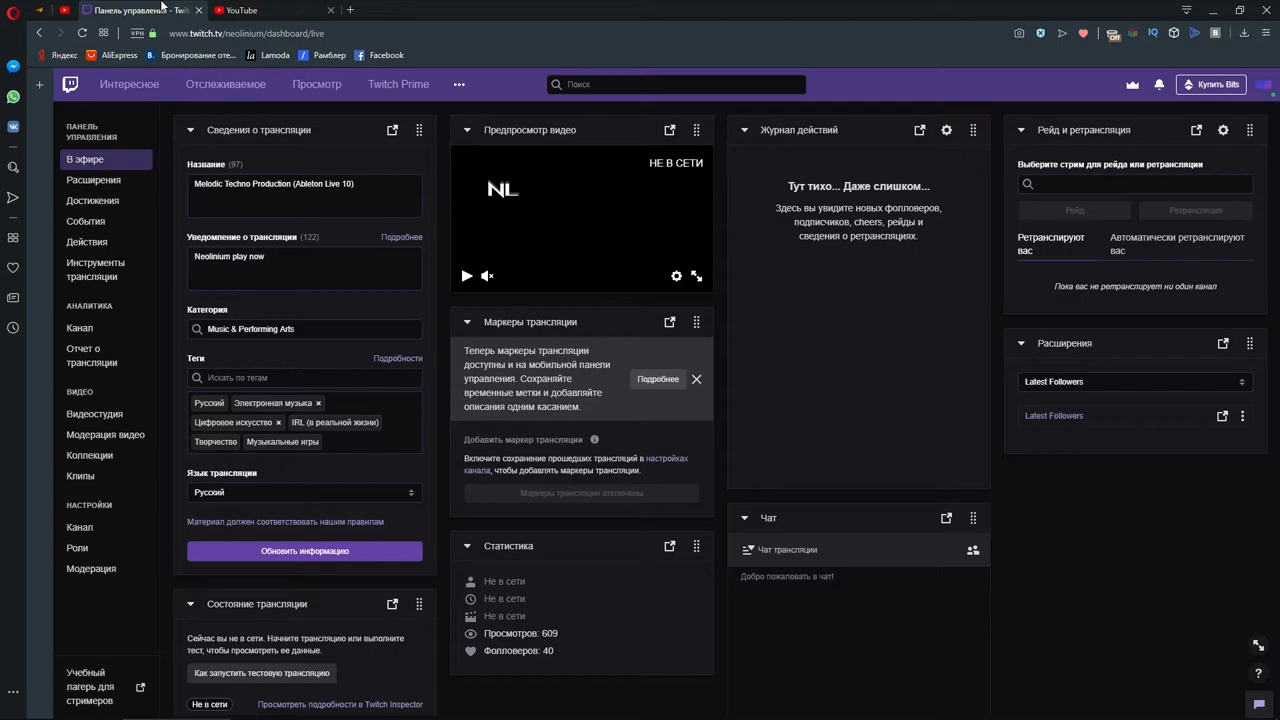 Панель управления - Twit
YouTube
VPN
www.twitch.tv/neolinium/dashboard/live
Яндекс
AliExpress
Бронирование оте...
Lamoda
Рамблер
Facebook
Интересное
Отслеживаемое
Просмотр
Twitch Prime
Поиск
Купить Bits
ПАНЕЛЬ
УПРАВЛЕНИЯ
В эфире
Расширения
Достижения
События
Действия
Инструменты
трансляции
АНАЛИТИКА
Канал
Отчет о
трансляции
ВИДЕО
Видеостудия
Модерация видео
Коллекции
Клипы
НАСТРОЙКИ
Канал
Роли
Модерация
Учебный
лагерь для
стримеров
Сведения о трансляции
Название (97)
Melodic Techno Production (Ableton Live 10)
Уведомление о трансляции (122)
Подробнее
Neolinium play now
Категория
Music & Performing Arts
Теги
Подробности
Искать по тегам
Русский
Электронная музыка
Цифровое искусство
IRL (в реальной жизни)
Творчество
Музыкальные игры
Язык трансляции
Русский
Материал должен соответствовать нашим правилам
Обновить информацию
Состояние трансляции
Сейчас вы не в сети. Начните трансляцию или выполните
тест, чтобы просмотреть ее данные.
Как запустить тестовую трансляцию
Не в сети
Просмотреть подробности в Twitch Inspector
Предпросмотр видео
НЕ В СЕТИ
NL
Маркеры трансляции
Теперь маркеры трансляции
доступны и на мобильной панели
управления. Сохраняйте
временные метки и добавляйте
описания одним касанием.
Подробнее
Добавить маркер трансляции
Включите сохранение прошедших трансляций в настройках
канала, чтобы добавлять маркеры трансляции.
Маркеры трансляции отключены
Статистика
Не в сети
Не в сети
Не в сети
Просмотров: 609
Фолловеров: 40
Журнал действий
Тут тихо... Даже слишком...
Здесь вы увидите новых фолловеров,
подписчиков, cheers, рейды и
сведения о ретрансляциях.
Чат
Чат трансляции
Добро пожаловать в чат!
Рейд и ретрансляция
Выберите стрим для рейда или ретрансляции
Рейд
Ретрансляция
Ретранслируют
вас
Автоматически ретранслируют
вас
Пока вас не ретранслирует ни один канал
Расширения
Latest Followers
Latest Followers